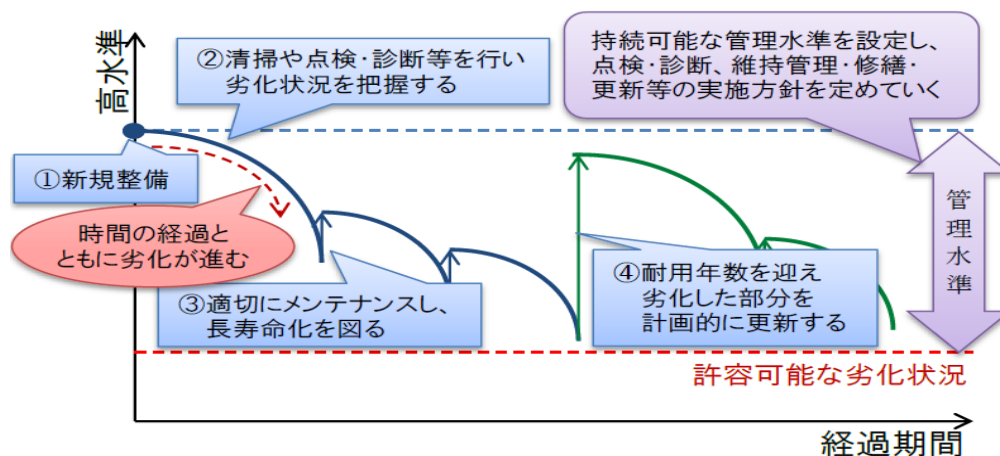 高水準
②清掃や点検・診断等を行い
劣化状況を把握する
持続可能な管理水準を設定し、
点検・診断、維持管理・修繕・
更新等の実施方針を定めていく
①新規整備
時間の経過と
ともに劣化が進む
③適切にメンテナンスし、
長寿命化を図る
④耐用年数を迎え
劣化した部分を
計画的に更新する
管理水準
許容可能な劣化状況
経過期間